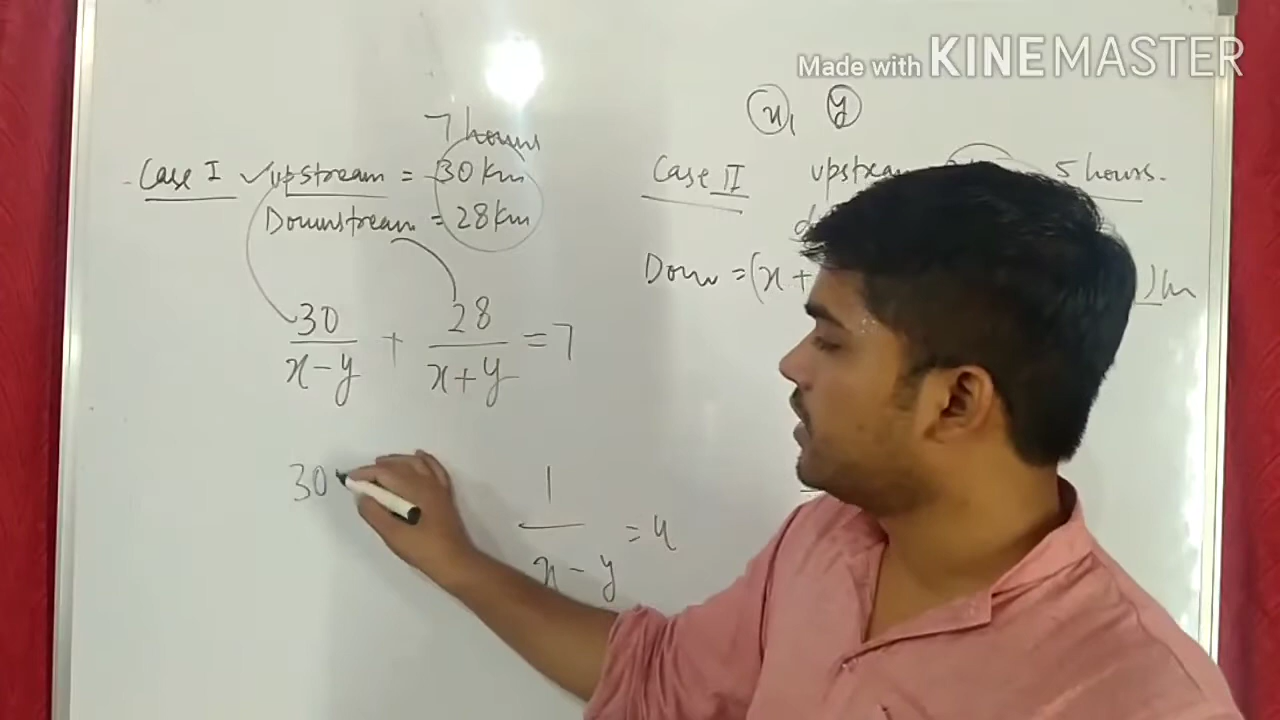 Made with KINEMASTER
x, y
7 hours
Case I ✓ upstream = 30 km
Downstream = 28 km
Case II upstream 5 hours.
Down = (x +
30/(x-y) + 28/(x+y) = 7
30
1/(x-y) = u